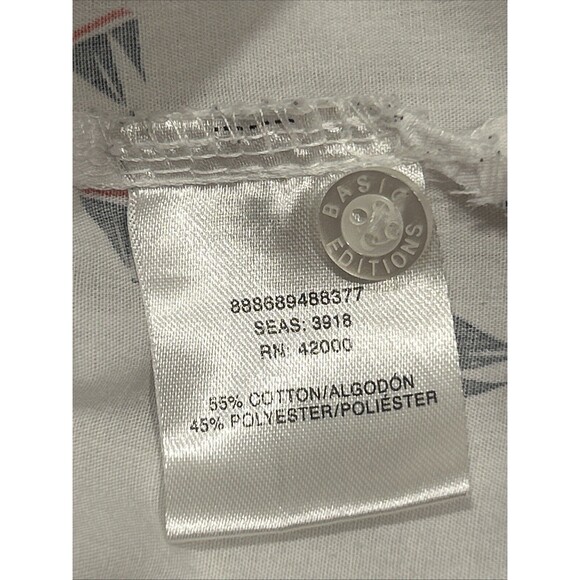 BASIC
EDITIONS
888689488377
SEAS: 3918
RN: 42000
55% COTTON/ALGODÓN
45% POLYESTER/POLIÉSTER